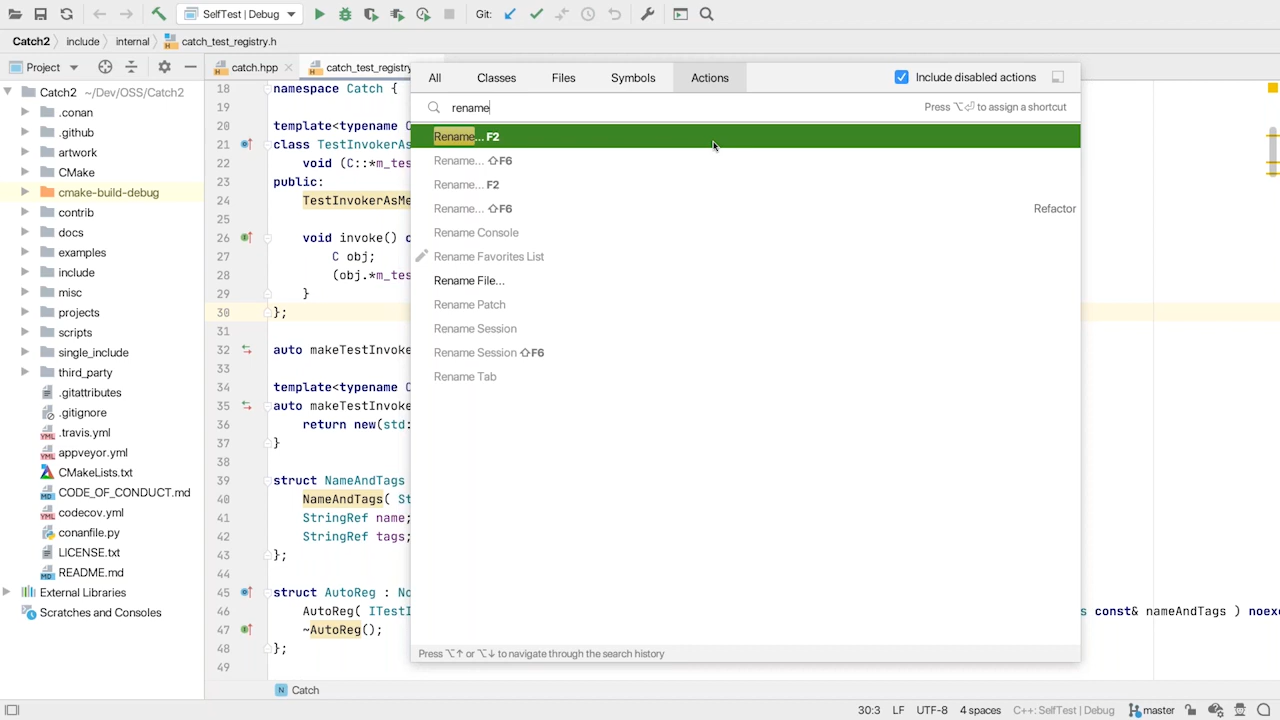 SelfTest | Debug
Git:
Catch2
include
internal
catch_test_registry.h
Project
catch.hpp
catch_test_registry
Catch2 ~/Dev/OSS/Catch2
.conan
.github
artwork
CMake
cmake-build-debug
contrib
docs
examples
include
misc
projects
scripts
single_include
third_party
.gitattributes
.gitignore
.travis.yml
appveyor.yml
CMakeLists.txt
CODE_OF_CONDUCT.md
codecov.yml
conanfile.py
LICENSE.txt
README.md
External Libraries
Scratches and Consoles
18 namespace Catch {
19
20 template<typename C
21 class TestInvokerAs
22 void (C::*m_tes
23 public:
24 TestInvokerAsMe
25
26 void invoke()
27 C obj;
28 (obj.*m_tes
29 }
30 };
31
32 auto makeTestInvoke
33
34 template<typename C
35 auto makeTestInvoke
36 return new(std:
37 }
38
39 struct NameAndTags
40 NameAndTags( St
41 StringRef name;
42 StringRef tags;
43 };
44
45 struct AutoReg : No
46 AutoReg( ITestI
s const& nameAndTags ) noex
47 ~AutoReg();
48 };
49
All
Classes
Files
Symbols
Actions
Include disabled actions
rename
Press ⌥⏎ to assign a shortcut
Rename... F2
Rename... ⇧F6
Rename... F2
Rename... ⇧F6 Refactor
Rename Console
Rename Favorites List
Rename File...
Rename Patch
Rename Session
Rename Session ⇧F6
Rename Tab
Press ⌥↑ or ⌥↓ to navigate through the search history
N Catch
30:3 LF UTF-8 4 spaces C++: SelfTest | Debug master